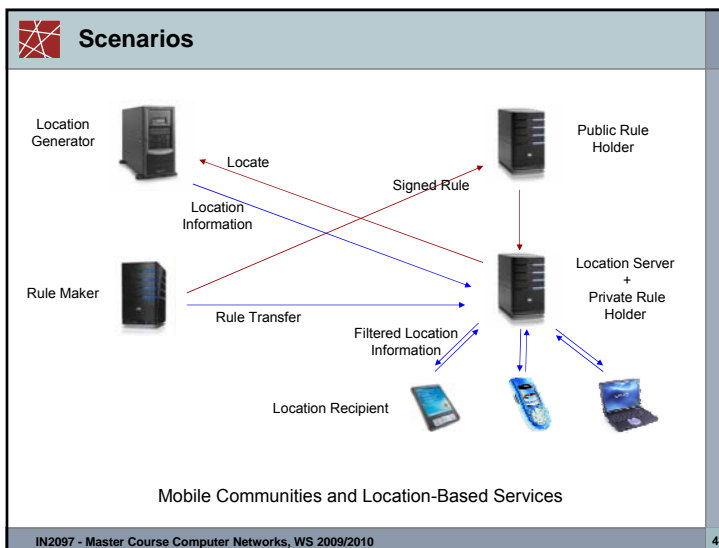 Scenarios
Location
Generator
Public Rule
Holder
Locate
Signed Rule
Location
Information
Rule Maker
Location Server
+
Private Rule
Holder
Rule Transfer
Filtered Location
Information
Location Recipient
Mobile Communities and Location-Based Services
IN2097 - Master Course Computer Networks, WS 2009/2010
4